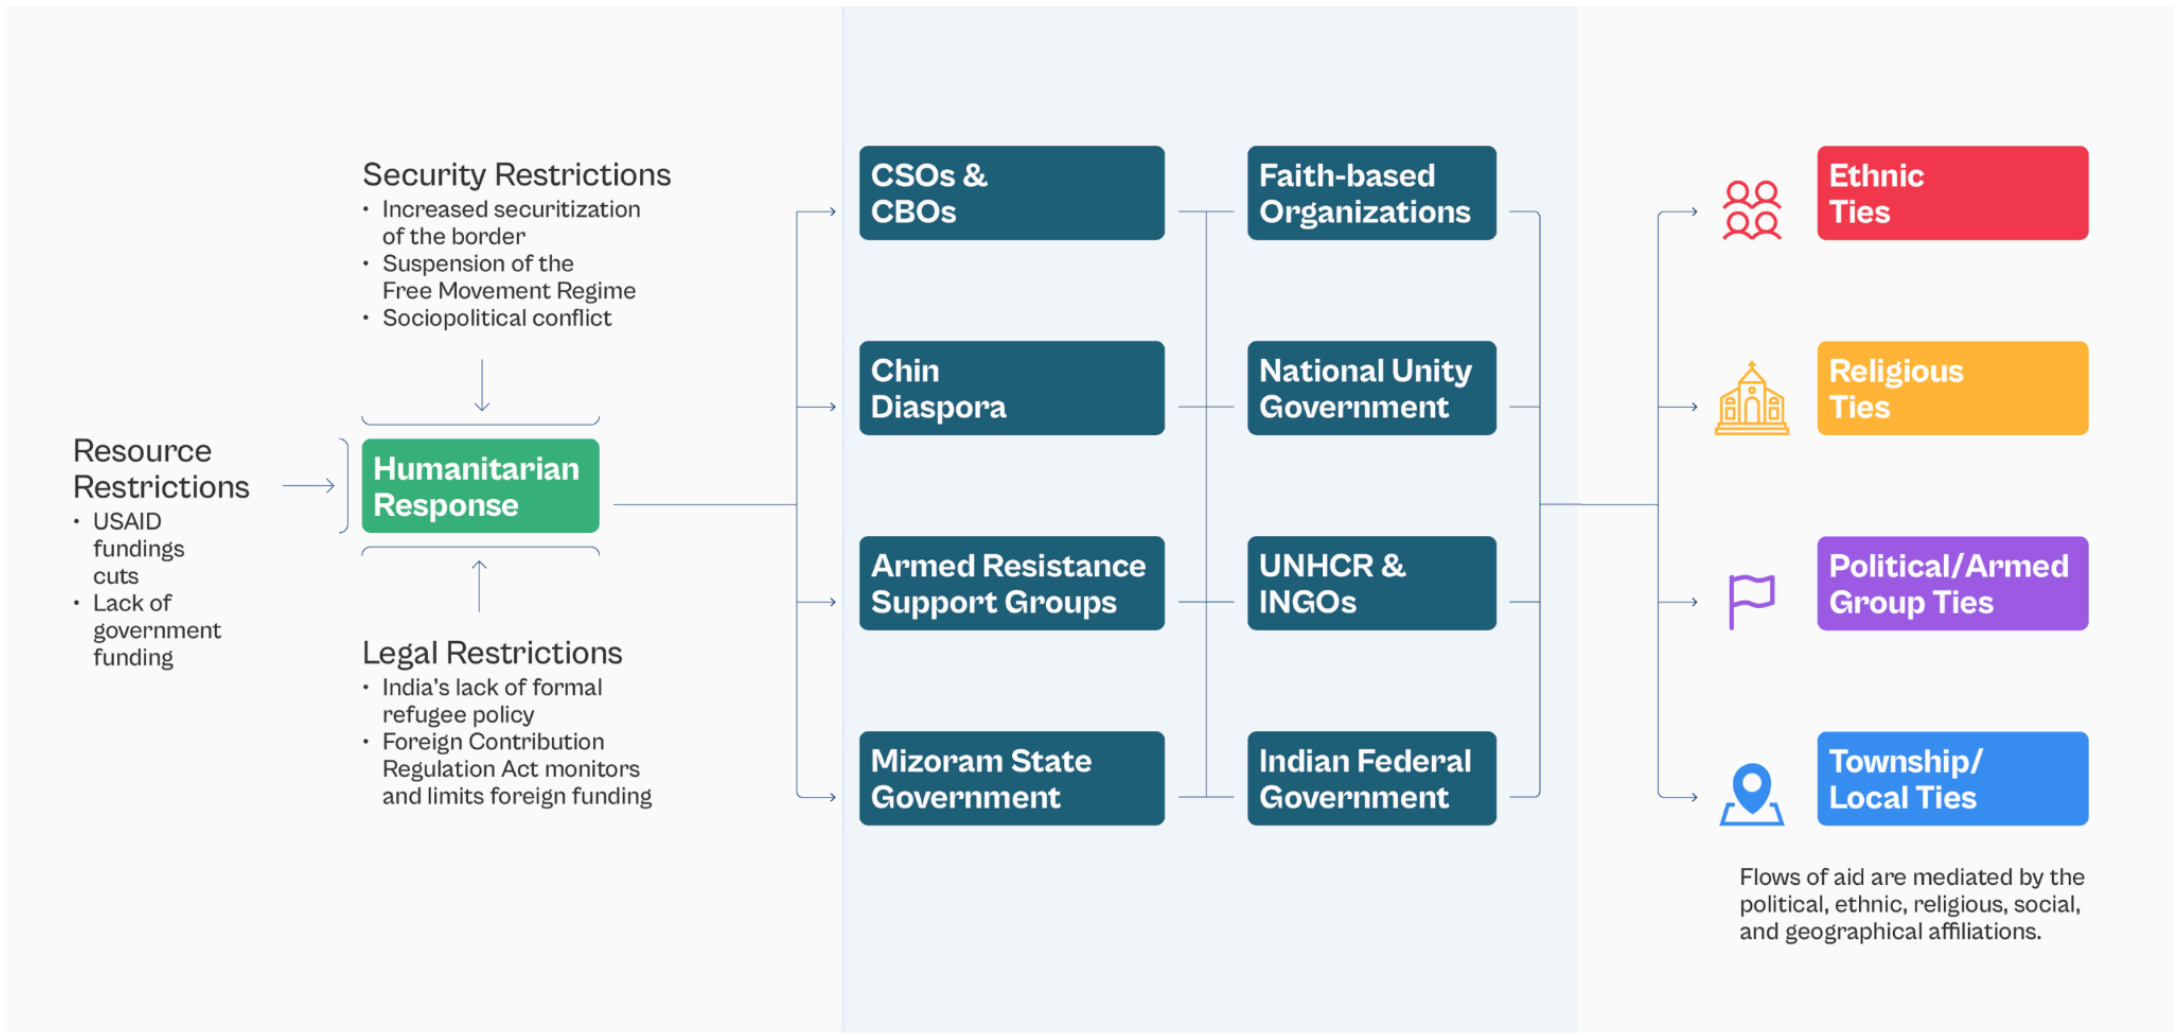 Security Restrictions
• Increased securitization
of the border
• Suspension of the
Free Movement Regime
• Sociopolitical conflict
Resource
Restrictions
• USAID
fundings
cuts
• Lack of
government
funding
Humanitarian
Response
Legal Restrictions
• India's lack of formal
refugee policy
• Foreign Contribution
Regulation Act monitors
and limits foreign funding
CSOs &
CBOs
Faith-based
Organizations
Chin
Diaspora
National Unity
Government
Armed Resistance
Support Groups
UNHCR &
INGOs
Mizoram State
Government
Indian Federal
Government
Ethnic
Ties
Religious
Ties
Political/Armed
Group Ties
Township/
Local Ties
Flows of aid are mediated by the
political, ethnic, religious, social,
and geographical affiliations.